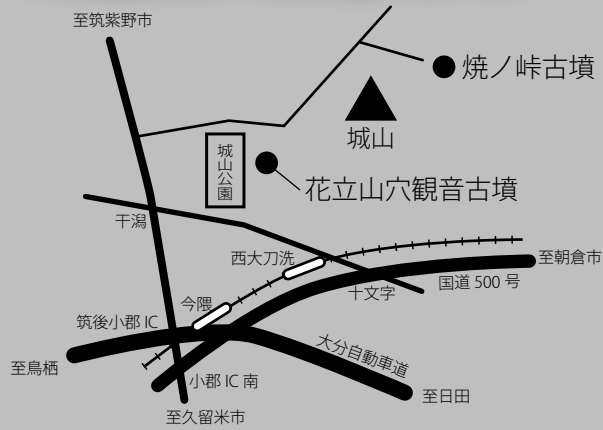 至筑紫野市
焼ノ峠古墳
城山
城山公園
花立山穴観音古墳
干潟
西大刀洗
至朝倉市
国道 500 号
十文字
今隈
筑後小郡 IC
大分自動車道
至鳥栖
小郡 IC 南
至日田
至久留米市